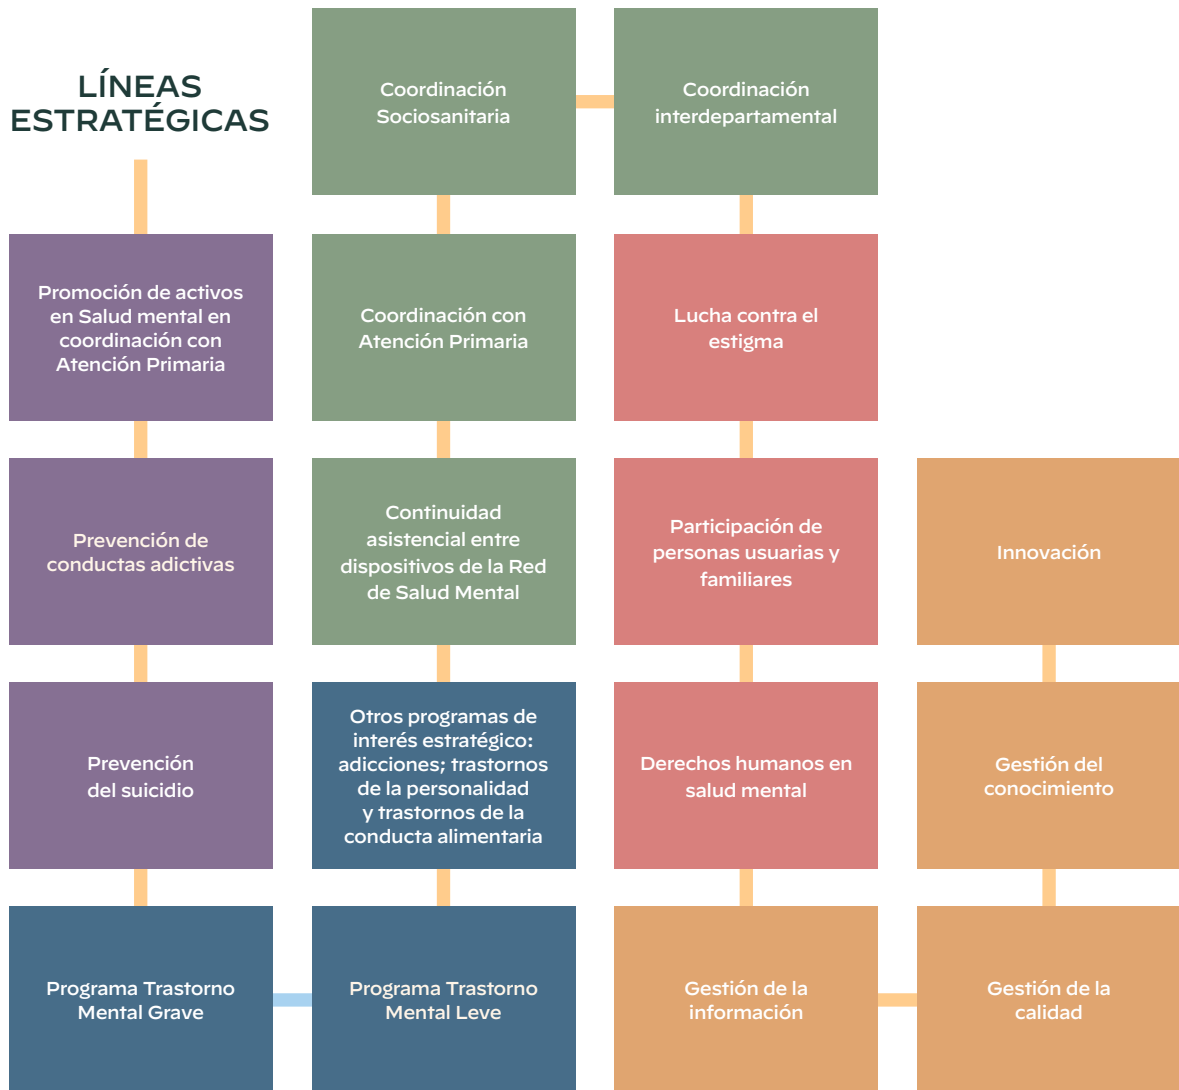 LÍNEAS
ESTRATÉGICAS
Promoción de activos
en Salud mental en
coordinación con
Atención Primaria
Prevención de
conductas adictivas
Prevención
del suicidio
Programa Trastorno
Mental Grave
Programa Trastorno
Mental Leve
Otros programas de
interés estratégico:
adicciones; trastornos
de la personalidad
y trastornos de la
conducta alimentaria
Continuidad
asistencial entre
dispositivos de la Red
de Salud Mental
Coordinación con
Atención Primaria
Coordinación
Sociosanitaria
Coordinación
interdepartamental
Lucha contra el
estigma
Participación de
personas usuarias y
familiares
Derechos humanos en
salud mental
Gestión de la
información
Gestión de la
calidad
Gestión del
conocimiento
Innovación